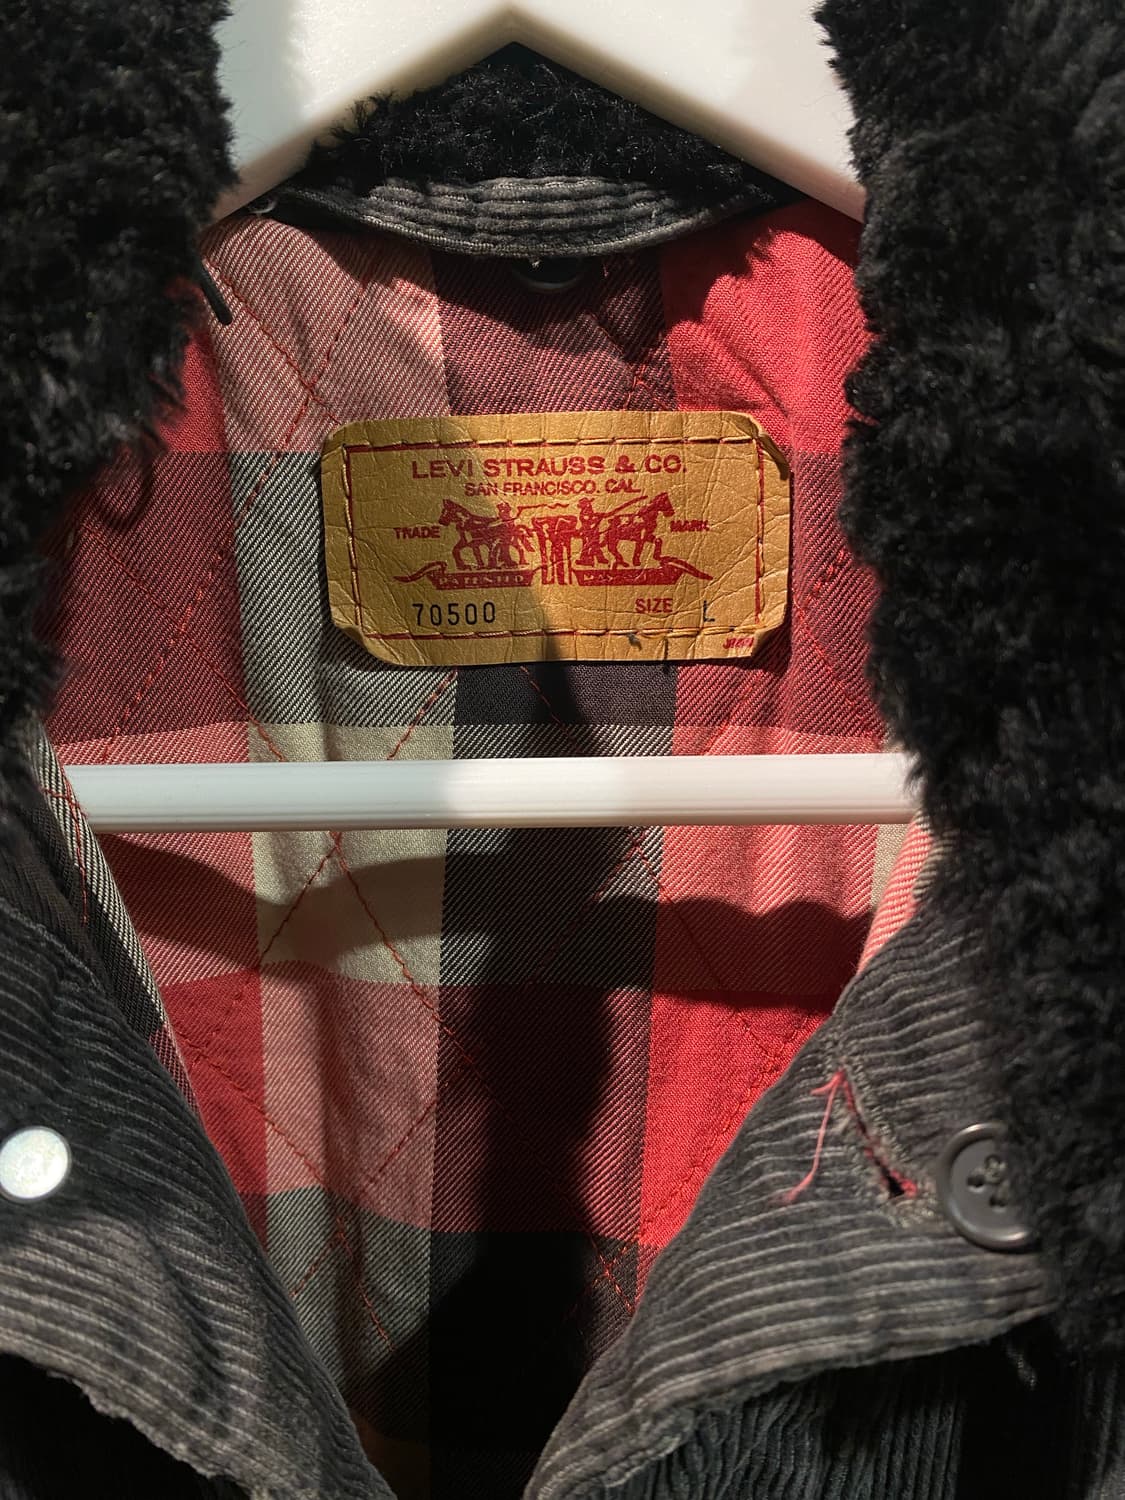 LEVI STRAUSS & CO.
SAN FRANCISCO. CAL.
TRADE MARK
70500 SIZE L